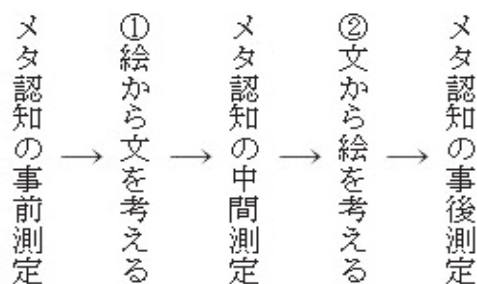 メタ認知の事前測定
→
①絵から文を考える
→
メタ認知の中間測定
→
②文から絵を考える
→
メタ認知の事後測定